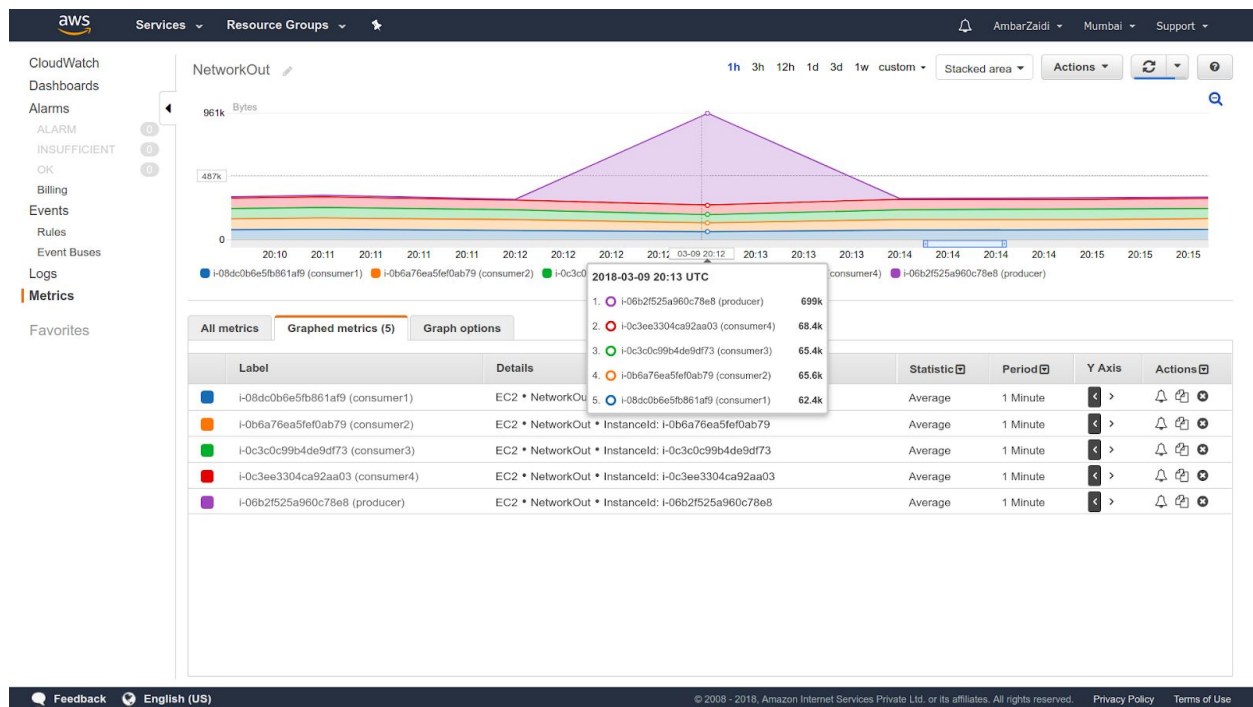 aws Services Resource Groups AmbarZaidi Mumbai Support
CloudWatch
Dashboards
Alarms
ALARM 0
INSUFFICIENT 0
OK 0
Billing
Events
Rules
Event Buses
Logs
Metrics
Favorites
NetworkOut 1h 3h 12h 1d 3d 1w custom Stacked area Actions
Bytes
961k
487k
0
20:10 20:11 20:11 20:11 20:11 20:12 20:12 20:12 20:12 03-09 20:12 20:13 20:13 20:13 20:14 20:14 20:14 20:14 20:15 20:15 20:15
i-08dc0b6e5fb861af9 (consumer1) i-0b6a76ea5fef0ab79 (consumer2) i-0c3c0 consumer4) i-06b2f525a960c78e8 (producer)
2018-03-09 20:13 UTC
1. i-06b2f525a960c78e8 (producer) 699k
2. i-0c3ee3304ca92aa03 (consumer4) 68.4k
3. i-0c3c0c99b4de9df73 (consumer3) 65.4k
4. i-0b6a76ea5fef0ab79 (consumer2) 65.6k
5. i-08dc0b6e5fb861af9 (consumer1) 62.4k
All metrics Graphed metrics (5) Graph options
Label Details Statistic Period Y Axis Actions
i-08dc0b6e5fb861af9 (consumer1) EC2 • NetworkOu Average 1 Minute
i-0b6a76ea5fef0ab79 (consumer2) EC2 • NetworkOut • InstanceId: i-0b6a76ea5fef0ab79 Average 1 Minute
i-0c3c0c99b4de9df73 (consumer3) EC2 • NetworkOut • InstanceId: i-0c3c0c99b4de9df73 Average 1 Minute
i-0c3ee3304ca92aa03 (consumer4) EC2 • NetworkOut • InstanceId: i-0c3ee3304ca92aa03 Average 1 Minute
i-06b2f525a960c78e8 (producer) EC2 • NetworkOut • InstanceId: i-06b2f525a960c78e8 Average 1 Minute
Feedback English (US) © 2008 - 2018, Amazon Internet Services Private Ltd. or its affiliates. All rights reserved. Privacy Policy Terms of Use